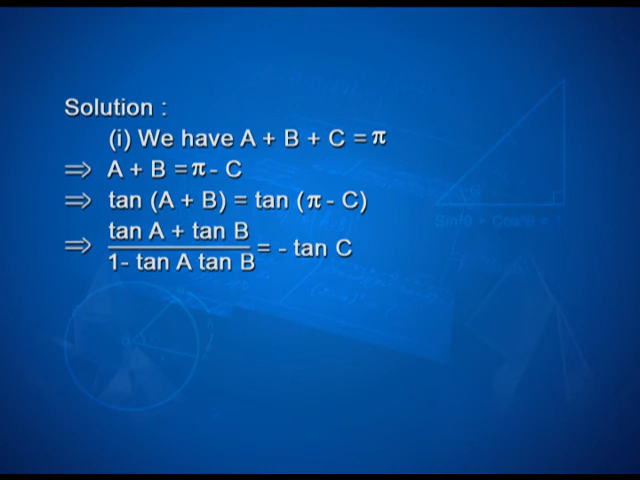 Solution :
(i) We have A + B + C = π
⇒ A + B = π - C
⇒ tan (A + B) = tan (π - C)
⇒ tan A + tan B / 1- tan A tan B = - tan C